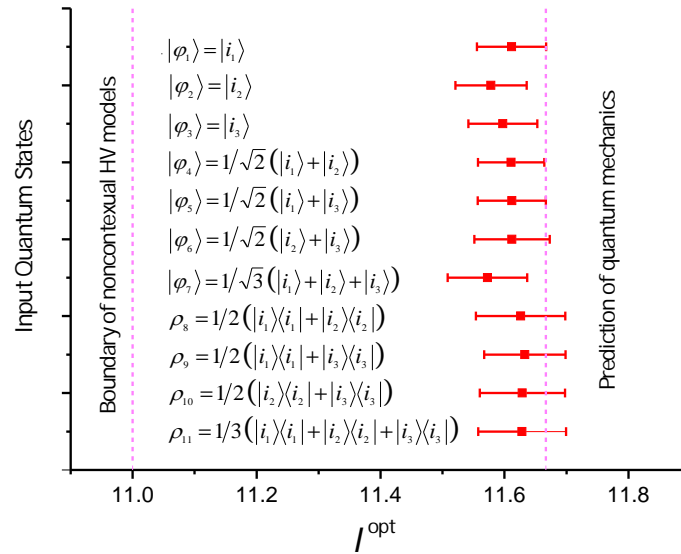 |φ₁⟩=|i₁⟩
|φ₂⟩=|i₂⟩
|φ₃⟩=|i₃⟩
|φ₄⟩=1/√2(|i₁⟩+|i₂⟩)
|φ₅⟩=1/√2(|i₁⟩+|i₃⟩)
|φ₆⟩=1/√2(|i₂⟩+|i₃⟩)
|φ₇⟩=1/√3(|i₁⟩+|i₂⟩+|i₃⟩)
ρ₈=1/2(|i₁⟩⟨i₁|+|i₂⟩⟨i₂|)
ρ₉=1/2(|i₁⟩⟨i₁|+|i₃⟩⟨i₃|)
ρ₁₀=1/2(|i₂⟩⟨i₂|+|i₃⟩⟨i₃|)
ρ₁₁=1/3(|i₁⟩⟨i₁|+|i₂⟩⟨i₂|+|i₃⟩⟨i₃|)
Input Quantum States
Boundary of noncontexual HV models
Prediction of quantum mechanics
11.0 11.2 11.4 11.6 11.8
I^opt